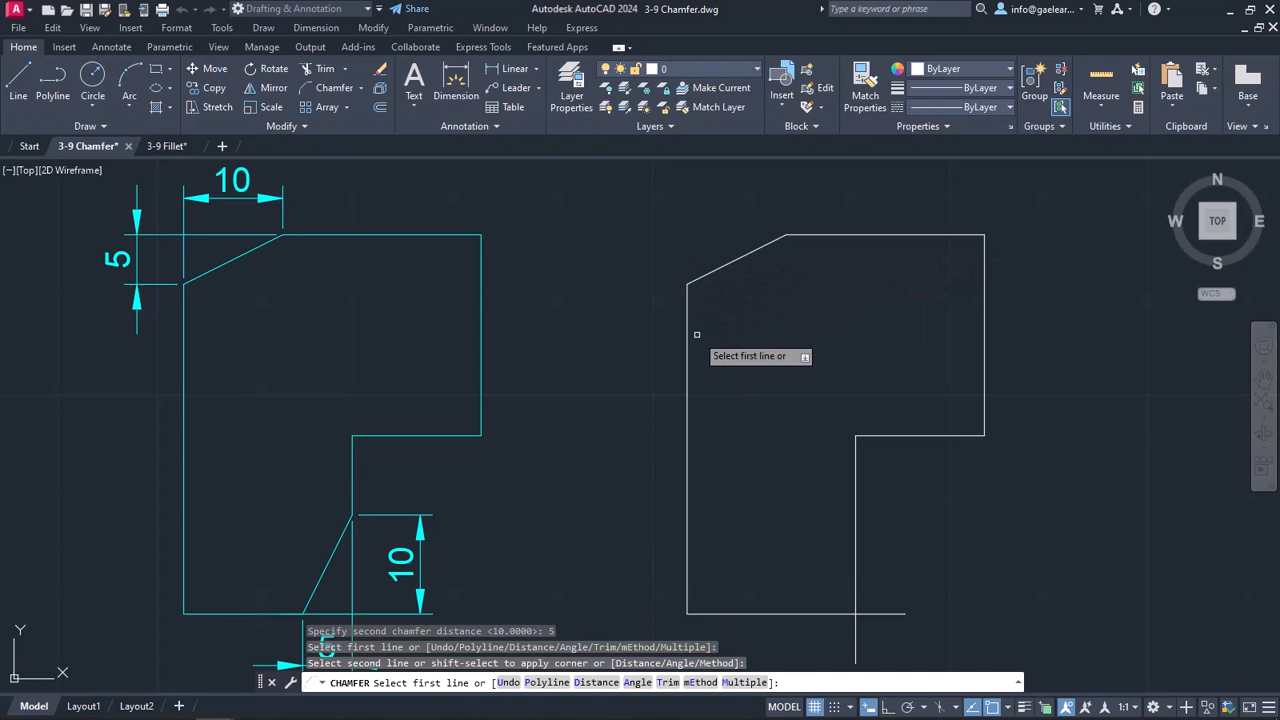 A CAD Drafting & Annotation Share Autodesk AutoCAD 2024 3-9 Chamfer.dwg Type a keyword or phrase info@gaelear...
File Edit View Insert Format Tools Draw Dimension Modify Parametric Window Help Express
Home Insert Annotate Parametric View Manage Output Add-ins Collaborate Express Tools Featured Apps
Line Polyline Circle Arc
Draw
Move Rotate Trim
Copy Mirror Chamfer
Stretch Scale Array
Modify
Text Dimension
Linear
Leader
Table
Annotation
Layer Properties
0
Make Current
Match Layer
Layers
Insert
Edit
Block
Match Properties
ByLayer
ByLayer
ByLayer
Properties
Group
Groups
Measure
Utilities
Paste
Clipboard
Base
Start 3-9 Chamfer* 3-9 Fillet*
[−][Top][2D Wireframe]
10
5
10
5
N
W TOP E
S
WCS
Select first line or
Y
X
Specify second chamfer distance <10.0000>: 5
Select first line or [Undo/Polyline/Distance/Angle/Trim/mEthod/Multiple]:
Select second line or shift-select to apply corner or [Distance/Angle/Method]:
CHAMFER Select first line or [Undo Polyline Distance Angle Trim mEthod Multiple]:
Model Layout1 Layout2 MODEL 1:1